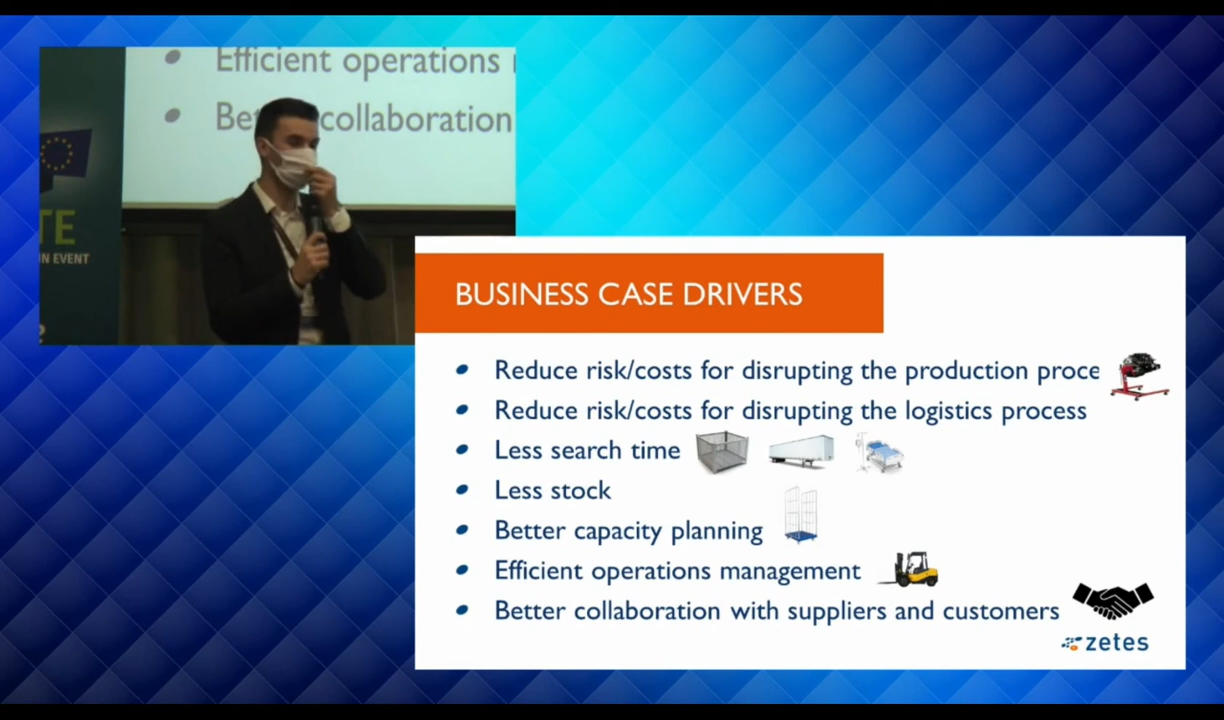 Efficient operations
collaboration
TE
N EVENT
BUSINESS CASE DRIVERS
Reduce risk/costs for disrupting the production proce
Reduce risk/costs for disrupting the logistics process
Less search time
Less stock
Better capacity planning
Efficient operations management
Better collaboration with suppliers and customers
zetes